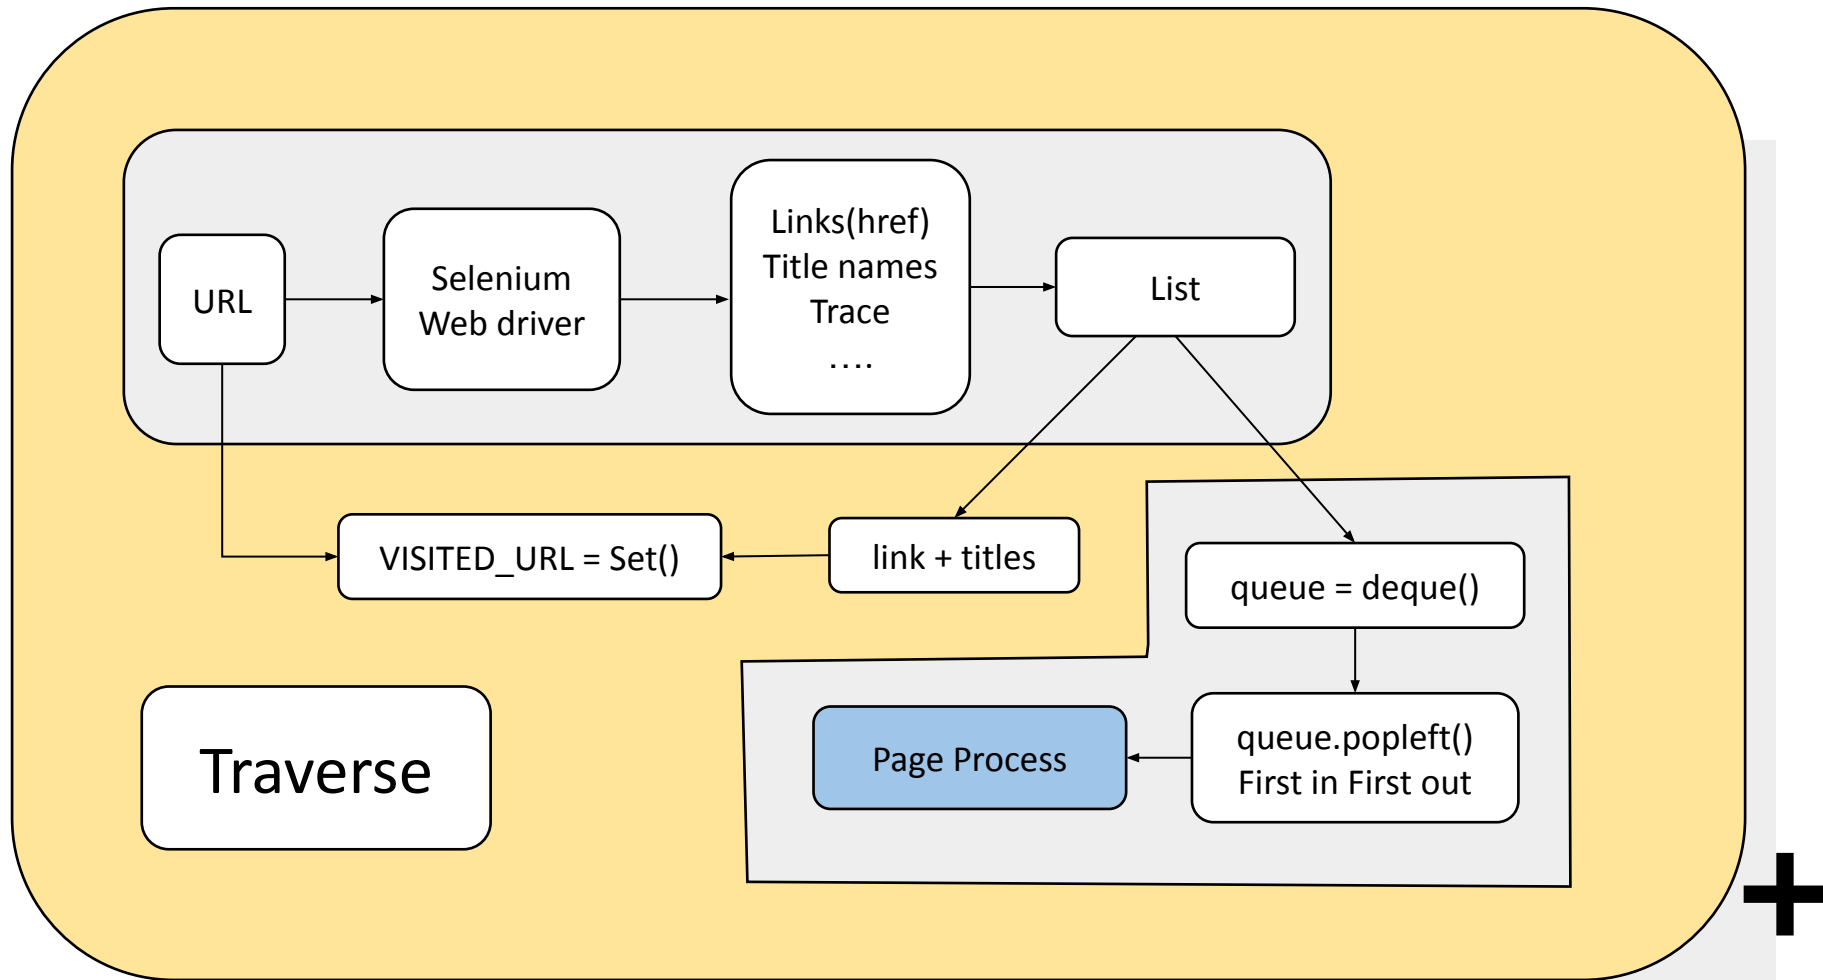 URL
Selenium
Web driver
Links(href)
Title names
Trace
....
List
VISITED_URL = Set()
link + titles
queue = deque()
queue.popleft()
First in First out
Page Process
Traverse